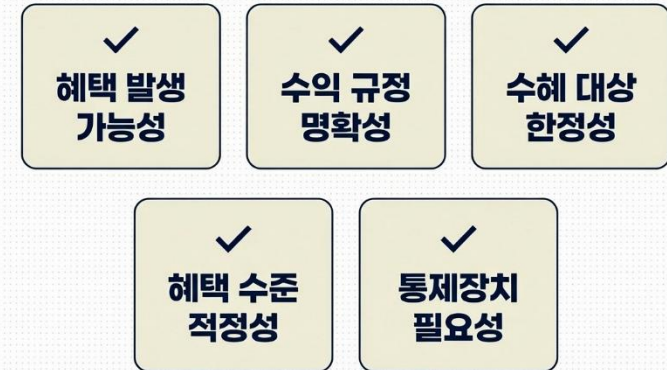 혜택 발생
가능성
수익 규정
명확성
수혜 대상
한정성
혜택 수준
적정성
통제장치
필요성